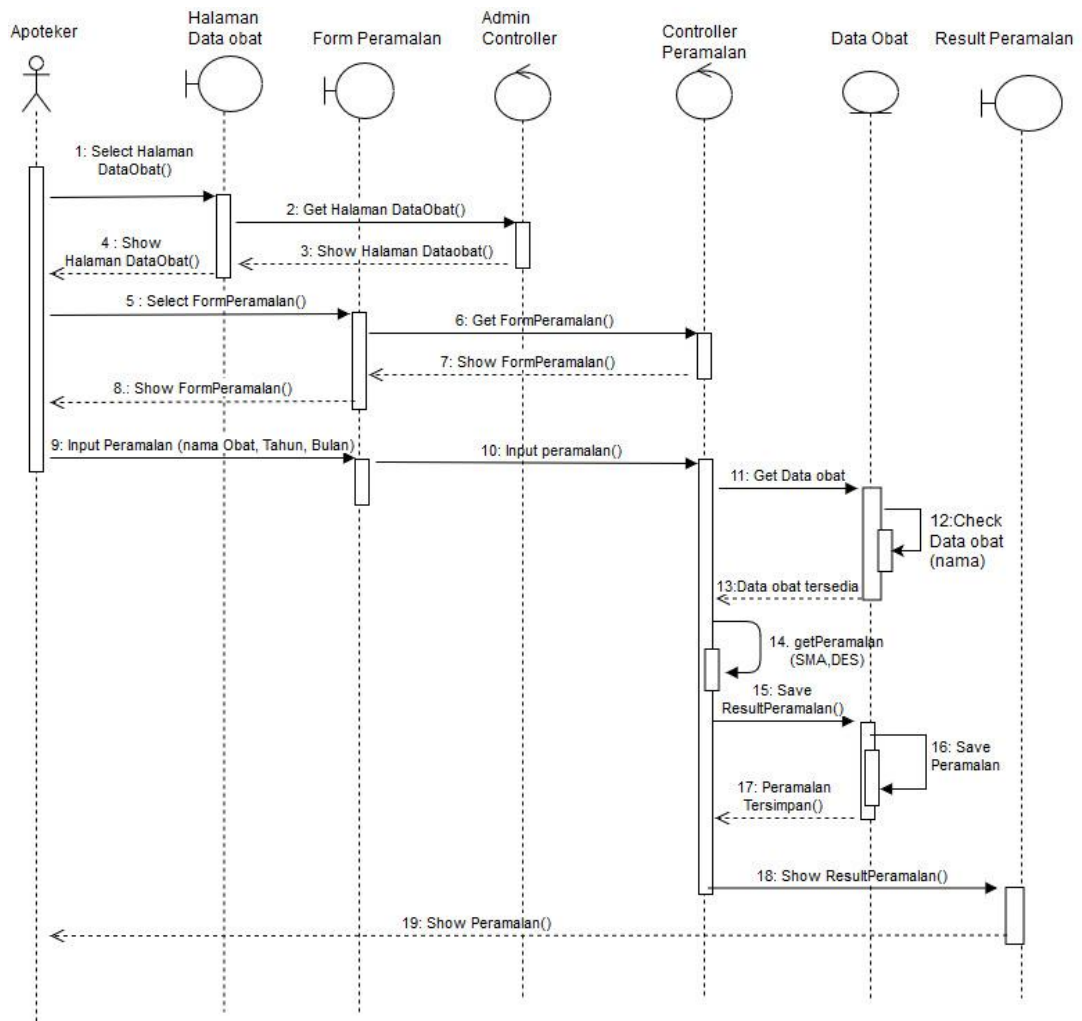 Apoteker
Halaman
Data obat
Form Peramalan
Admin
Controller
Controller
Peramalan
Data Obat
Result Peramalan
1: Select Halaman
DataObat()
2: Get Halaman DataObat()
3: Show Halaman Dataobat()
4 : Show
Halaman DataObat()
5 : Select FormPeramalan()
6: Get FormPeramalan()
7: Show FormPeramalan()
8.: Show FormPeramalan()
9: Input Peramalan (nama Obat, Tahun, Bulan)
10: Input peramalan()
11: Get Data obat
12:Check
Data obat
(nama)
13:Data obat tersedia
14. getPeramalan
(SMA,DES)
15: Save
ResultPeramalan()
16: Save
Peramalan
17: Peramalan
Tersimpan()
18: Show ResultPeramalan()
19: Show Peramalan()